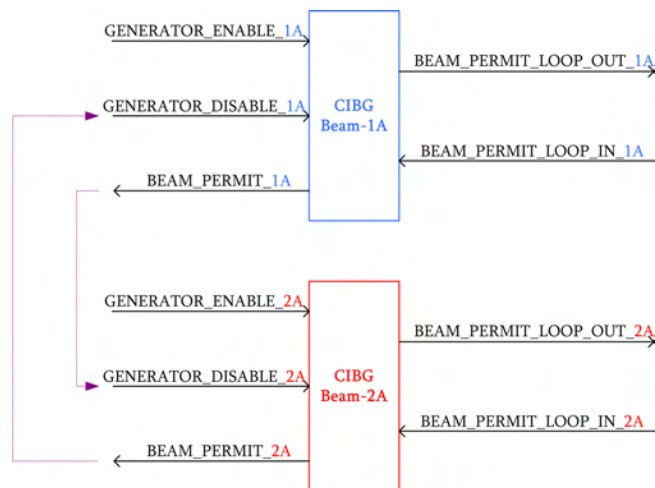 GENERATOR_ENABLE_1A
BEAM_PERMIT_LOOP_OUT_1A
GENERATOR_DISABLE_1A
CIBG
Beam-1A
BEAM_PERMIT_LOOP_IN_1A
BEAM_PERMIT_1A
GENERATOR_ENABLE_2A
BEAM_PERMIT_LOOP_OUT_2A
GENERATOR_DISABLE_2A
CIBG
Beam-2A
BEAM_PERMIT_LOOP_IN_2A
BEAM_PERMIT_2A